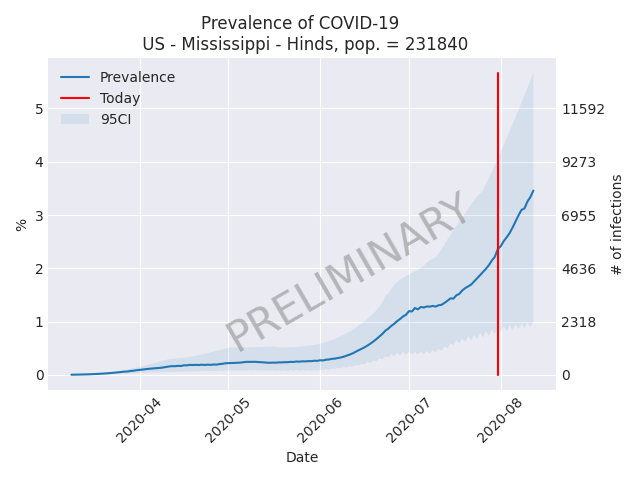 Prevalence of COVID-19
US - Mississippi - Hinds, pop. = 231840
Prevalence
Today
95CI
PRELIMINARY
%
5
4
3
2
1
0
11592
9273
6955
4636
2318
0
# of infections
2020-04
2020-05
2020-06
2020-07
2020-08
Date